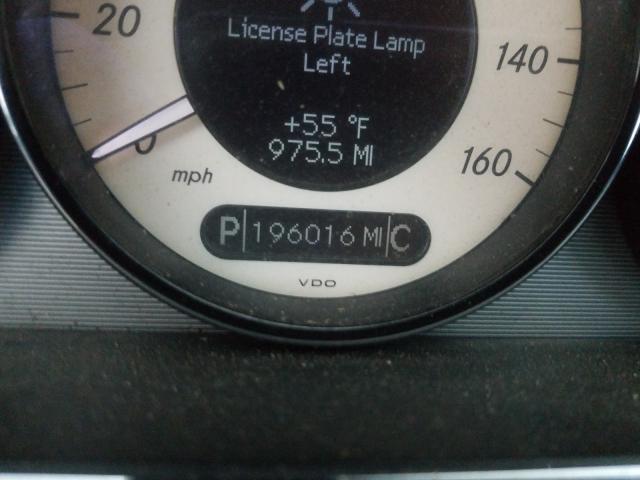 20
License Plate Lamp
Left
140
+55 °F
975.5 MI
0
160
mph
P 196016 MI C
VDO